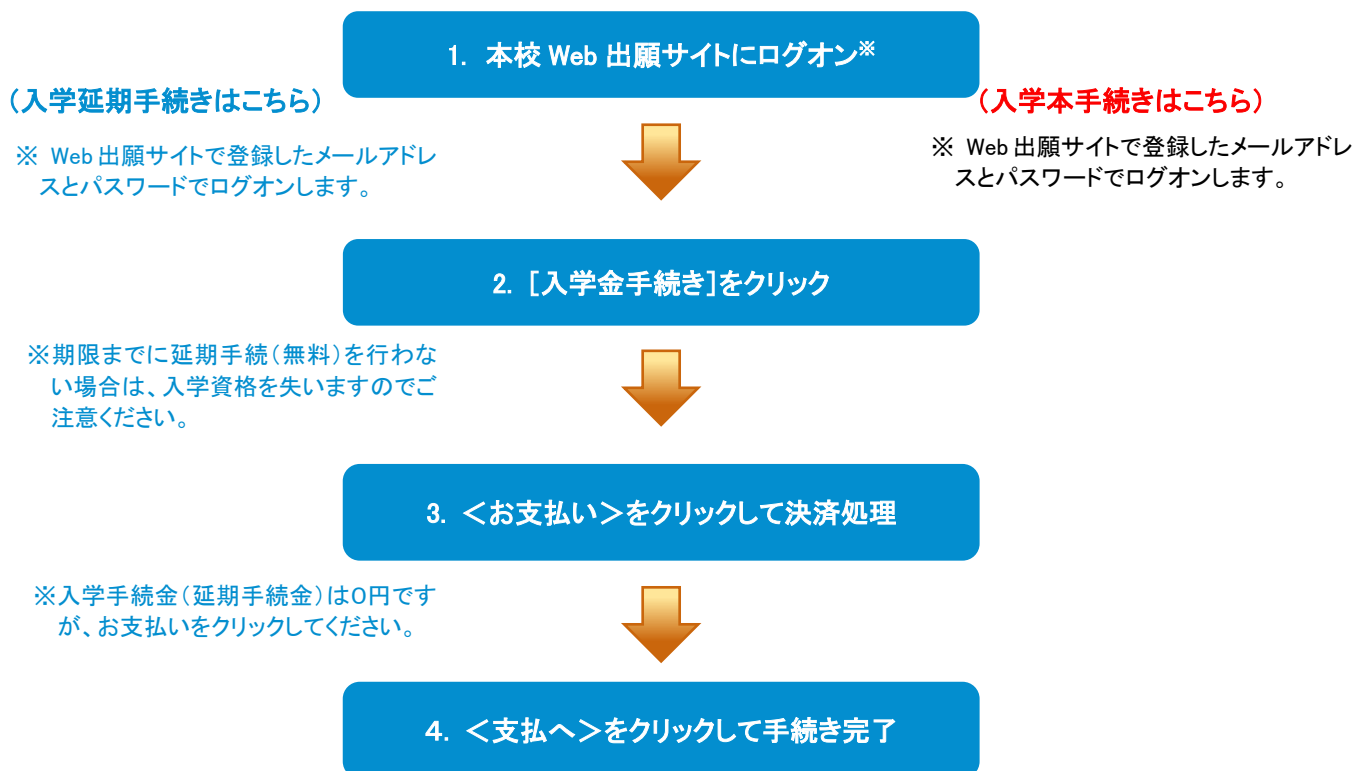 1. 本校 Web 出願サイトにログオン※
（入学延期手続きはこちら）
（入学本手続きはこちら）
※ Web 出願サイトで登録したメールアドレ
スとパスワードでログオンします。
※ Web 出願サイトで登録したメールアドレ
スとパスワードでログオンします。
2. ［入学金手続き］をクリック
※期限までに延期手続（無料）を行わな
い場合は、入学資格を失いますのでご
注意ください。
3. ＜お支払い＞をクリックして決済処理
※入学手続金（延期手続金）は0円です
が、お支払いをクリックしてください。
４. ＜支払へ＞をクリックして手続き完了